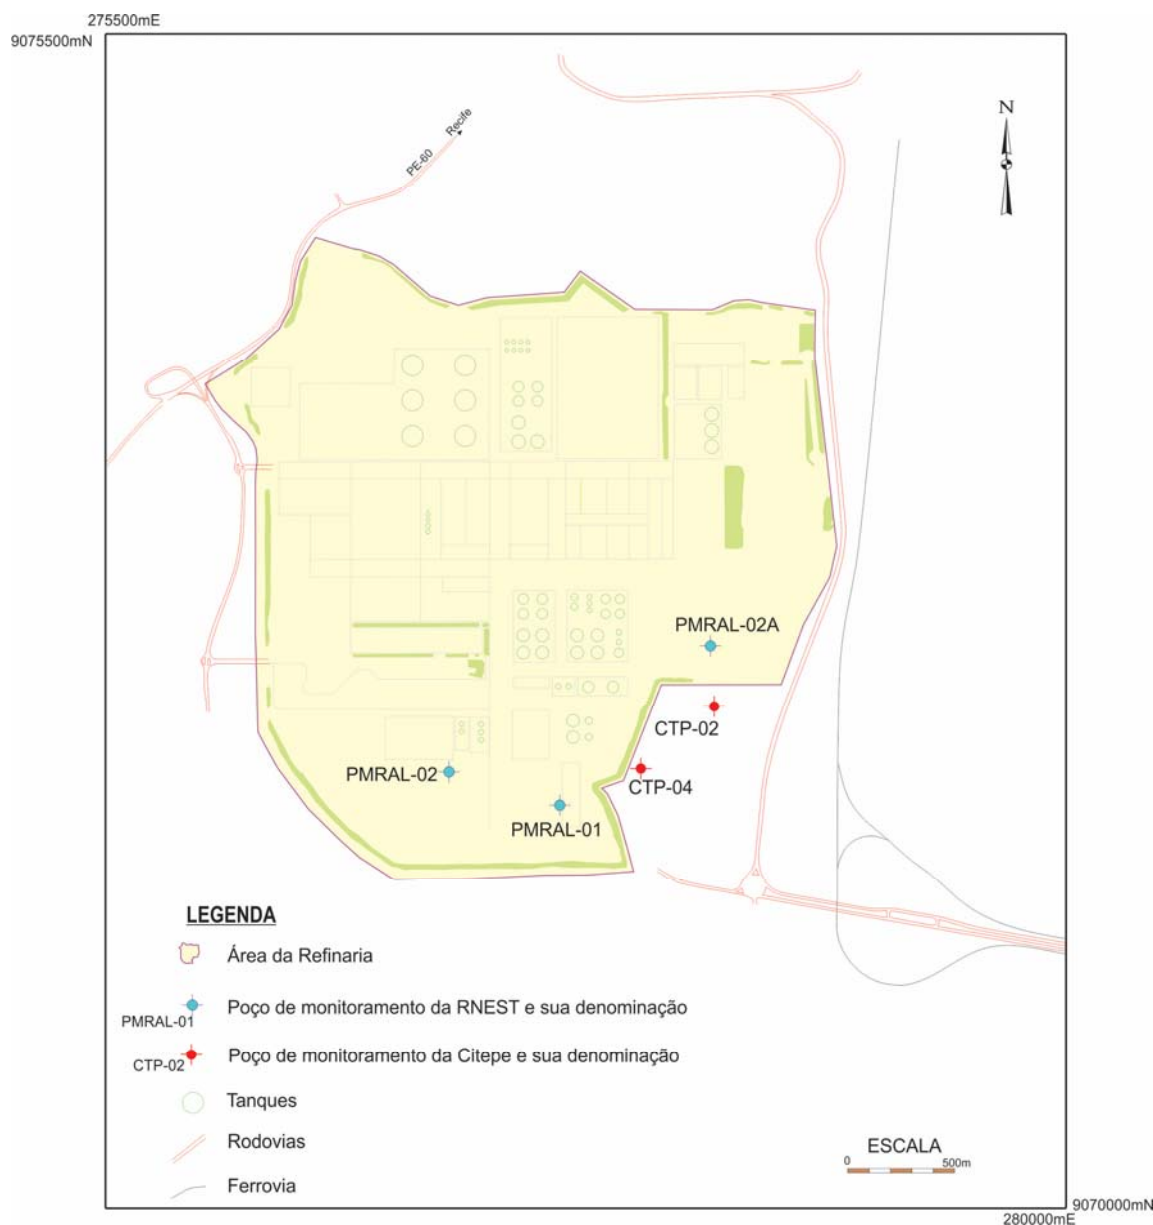 275500mE
9075500mN
N
Recife
PE-60
PMRAL-02A
CTP-02
PMRAL-02
CTP-04
PMRAL-01
LEGENDA
Área da Refinaria
Poço de monitoramento da RNEST e sua denominação
PMRAL-01
Poço de monitoramento da Citepe e sua denominação
CTP-02
Tanques
Rodovias
ESCALA
0 500m
Ferrovia
9070000mN
280000mE